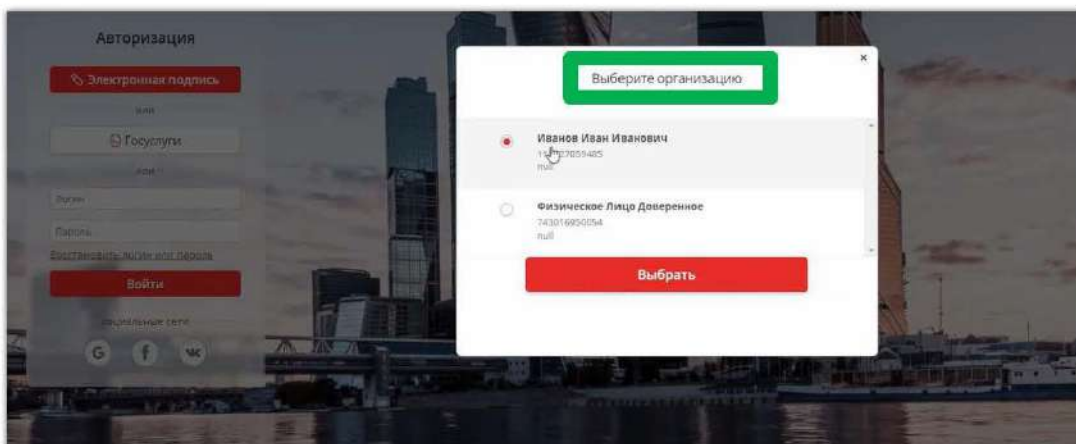 Авторизация
Электронная подпись
или
Госуслуги
или
Логин
Пароль
Восстановить логин или пароль
Войти
социальные сети
G f
Выберите организацию
×
Иванов Иван Иванович
null
Физическое Лицо Доверенное
743016950054
null
Выбрать